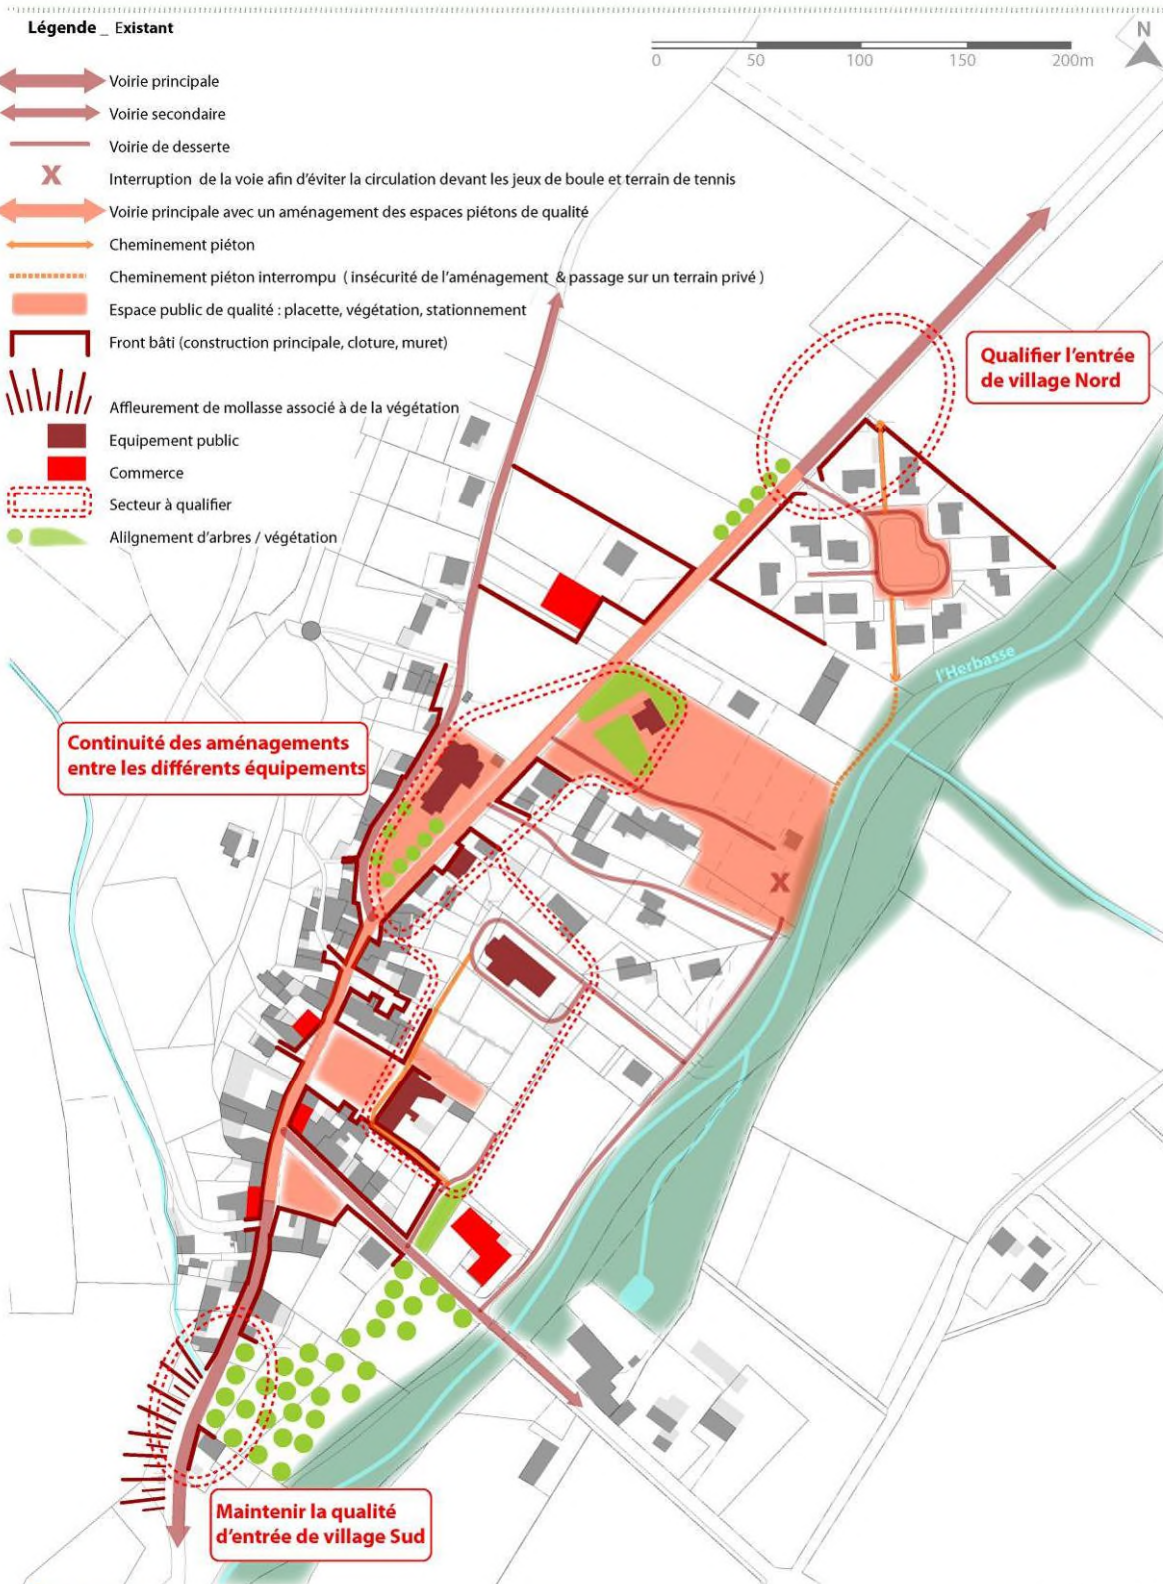 Légende _ Existant
Voirie principale
Voirie secondaire
Voirie de desserte
X Interruption de la voie afin d'éviter la circulation devant les jeux de boule et terrain de tennis
Voirie principale avec un aménagement des espaces piétons de qualité
Cheminement piéton
Cheminement piéton interrompu ( insécurité de l'aménagement & passage sur un terrain privé )
Espace public de qualité : placette, végétation, stationnement
Front bâti (construction principale, cloture, muret)
Affleurement de mollasse associé à de la végétation
Equipement public
Commerce
Secteur à qualifier
Alilgnement d'arbres / végétation
0 50 100 150 200m
N
Qualifier l'entrée
de village Nord
l'Herbasse
Continuité des aménagements
entre les différents équipements
X
Maintenir la qualité
d'entrée de village Sud